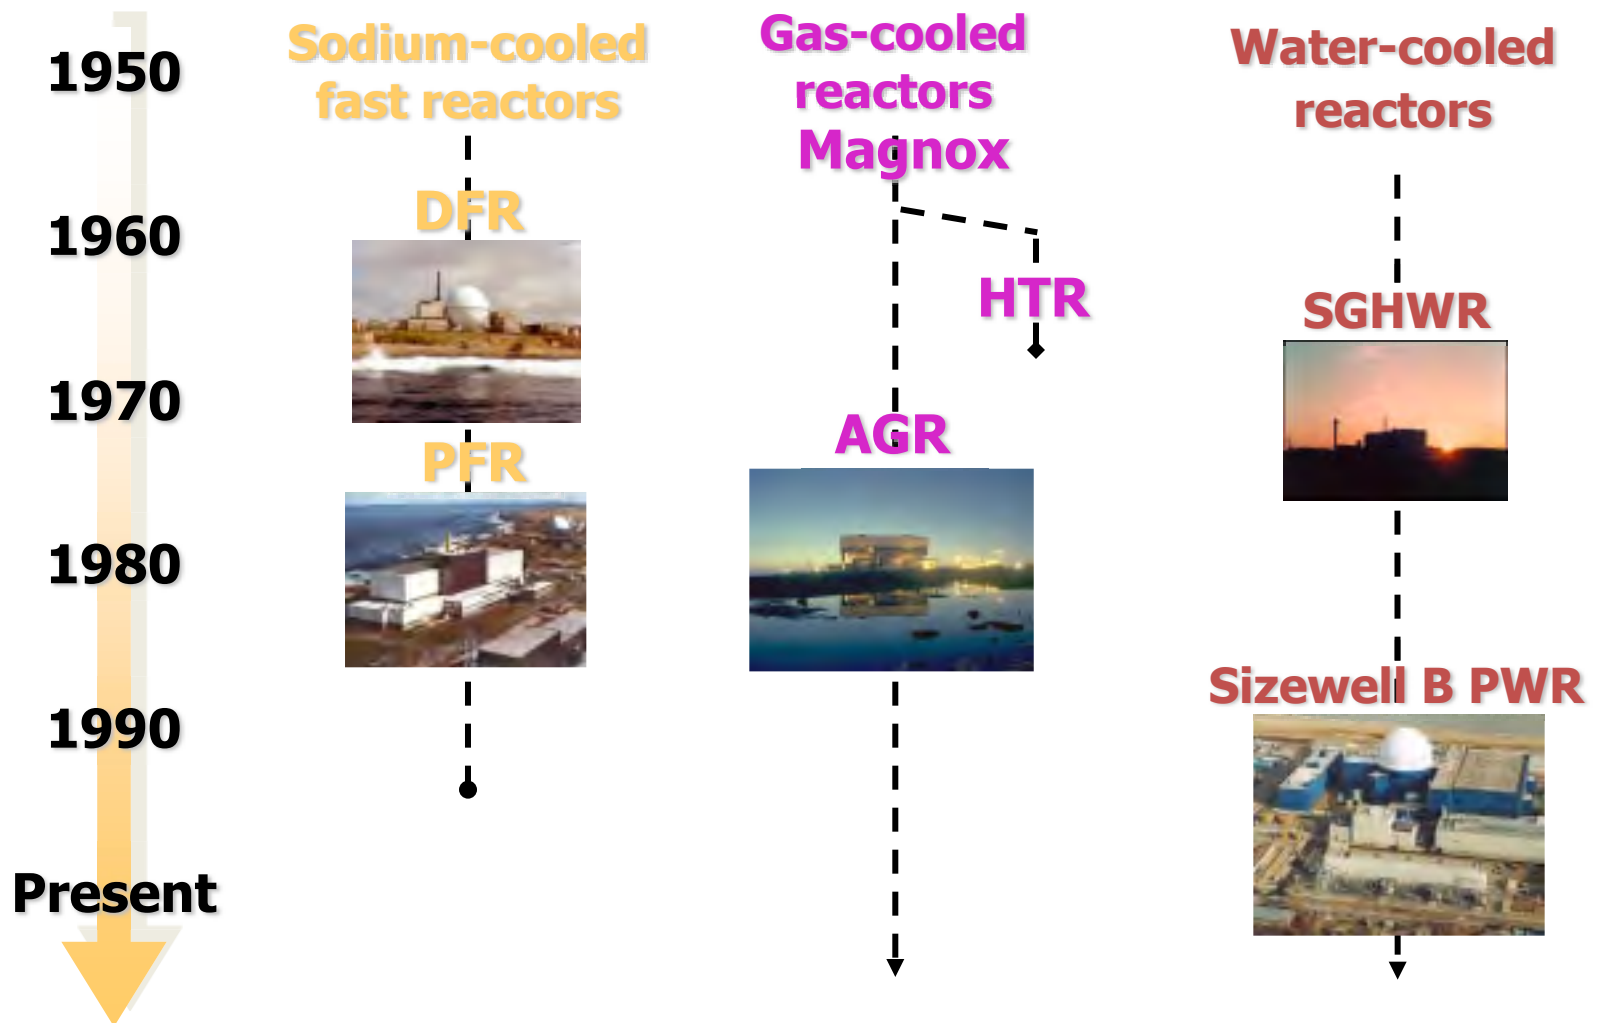 1950
1960
1970
1980
1990
Present
Sodium-cooled
fast reactors
DFR
PFR
Gas-cooled
reactors
Magnox
HTR
AGR
Water-cooled
reactors
SGHWR
Sizewell B PWR